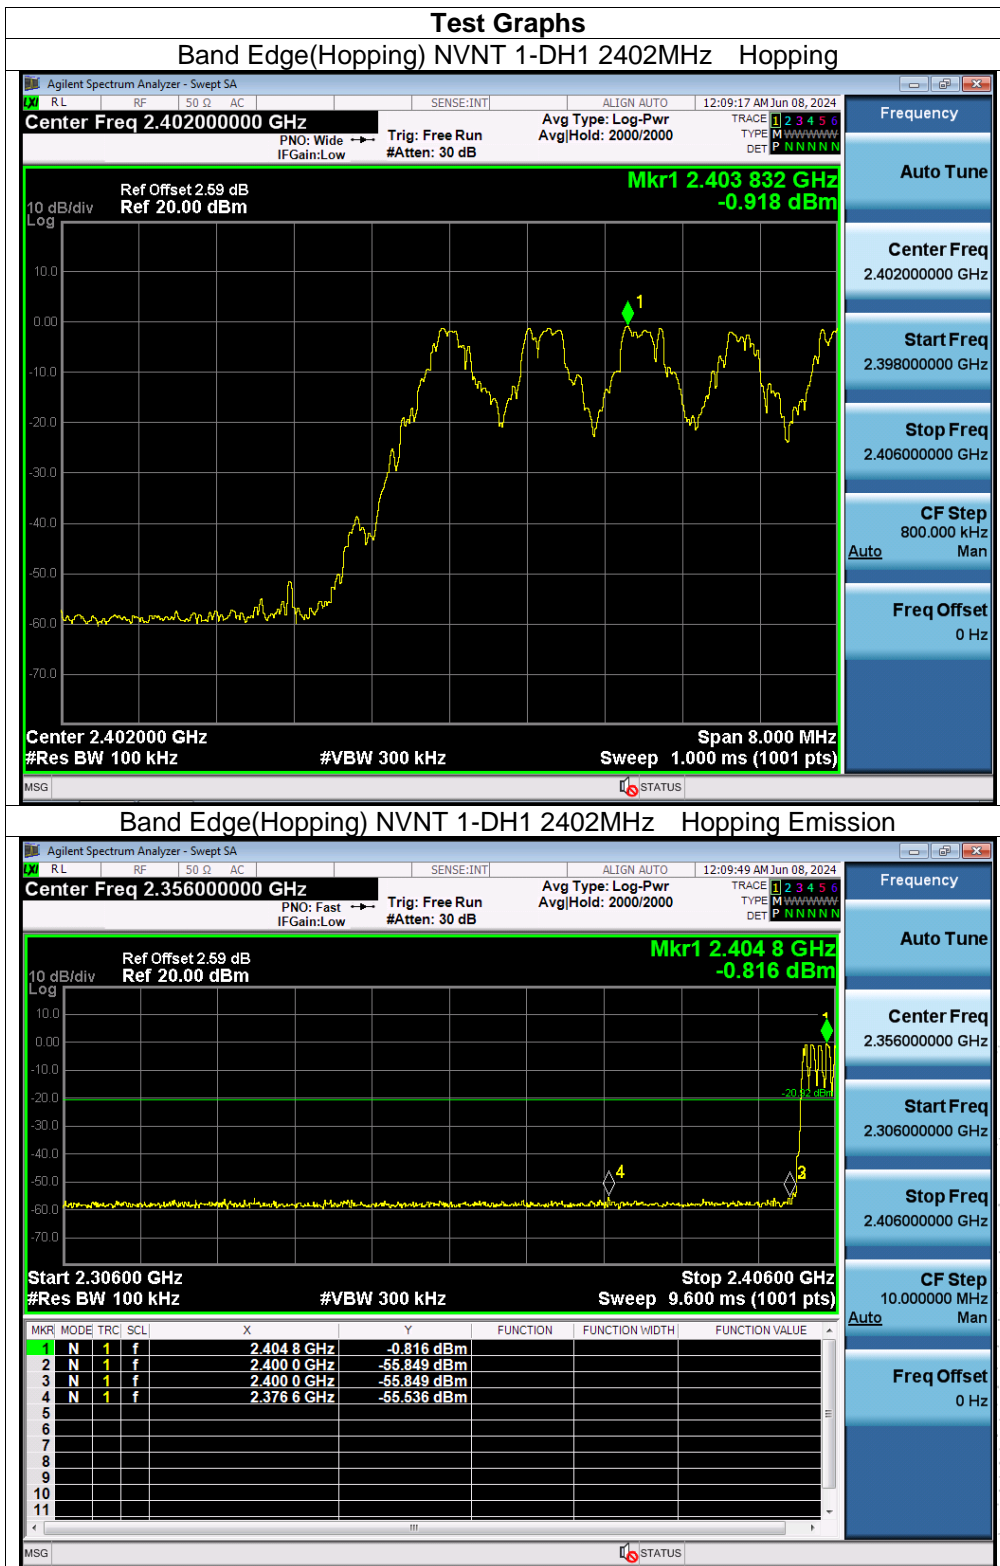 Test Graphs
Band Edge(Hopping) NVNT 1-DH1 2402MHz Hopping
Agilent Spectrum Analyzer - Swept SA
LXI RL RF 50 Ω AC SENSE:INT ALIGN AUTO 12:09:17 AM Jun 08, 2024
Center Freq 2.402000000 GHz
PNO: Wide
IFGain:Low
Trig: Free Run
#Atten: 30 dB
Avg Type: Log-Pwr
Avg|Hold: 2000/2000
TRACE 1 2 3 4 5 6
TYPE M WWWWW
DET P N N N N N
Frequency
Auto Tune
Center Freq
2.402000000 GHz
Start Freq
2.398000000 GHz
Stop Freq
2.406000000 GHz
CF Step
800.000 kHz
Auto Man
Freq Offset
0 Hz
Mkr1 2.403 832 GHz
-0.918 dBm
Ref Offset 2.59 dB
10 dB/div Ref 20.00 dBm
Log
10.0
0.00
-10.0
-20.0
-30.0
-40.0
-50.0
-60.0
-70.0
1
Center 2.402000 GHz Span 8.000 MHz
#Res BW 100 kHz #VBW 300 kHz Sweep 1.000 ms (1001 pts)
MSG STATUS
Band Edge(Hopping) NVNT 1-DH1 2402MHz Hopping Emission
Agilent Spectrum Analyzer - Swept SA
LXI RL RF 50 Ω AC SENSE:INT ALIGN AUTO 12:09:49 AM Jun 08, 2024
Center Freq 2.356000000 GHz
PNO: Fast
IFGain:Low
Trig: Free Run
#Atten: 30 dB
Avg Type: Log-Pwr
Avg|Hold: 2000/2000
TRACE 1 2 3 4 5 6
TYPE M WWWWW
DET P N N N N N
Frequency
Auto Tune
Center Freq
2.356000000 GHz
Start Freq
2.306000000 GHz
Stop Freq
2.406000000 GHz
CF Step
10.000000 MHz
Auto Man
Freq Offset
0 Hz
Mkr1 2.404 8 GHz
-0.816 dBm
Ref Offset 2.59 dB
10 dB/div Ref 20.00 dBm
Log
10.0
0.00
-10.0
-20.0
-30.0
-40.0
-50.0
-60.0
-70.0
1
-20.92 dBm
4
3
Start 2.30600 GHz Stop 2.40600 GHz
#Res BW 100 kHz #VBW 300 kHz Sweep 9.600 ms (1001 pts)
MKR MODE TRC SCL X Y FUNCTION FUNCTION WIDTH FUNCTION VALUE
1 N 1 f 2.404 8 GHz -0.816 dBm
2 N 1 f 2.400 0 GHz -55.849 dBm
3 N 1 f 2.400 0 GHz -55.849 dBm
4 N 1 f 2.376 6 GHz -55.536 dBm
5
6
7
8
9
10
11
MSG STATUS